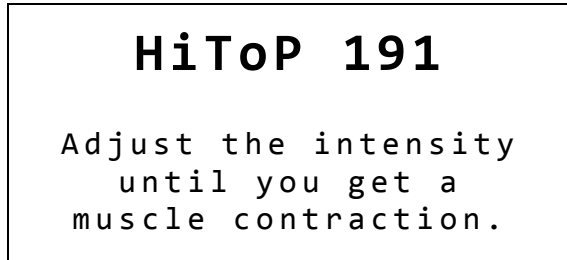 HiToP 191
Adjust the intensity
until you get a
muscle contraction.